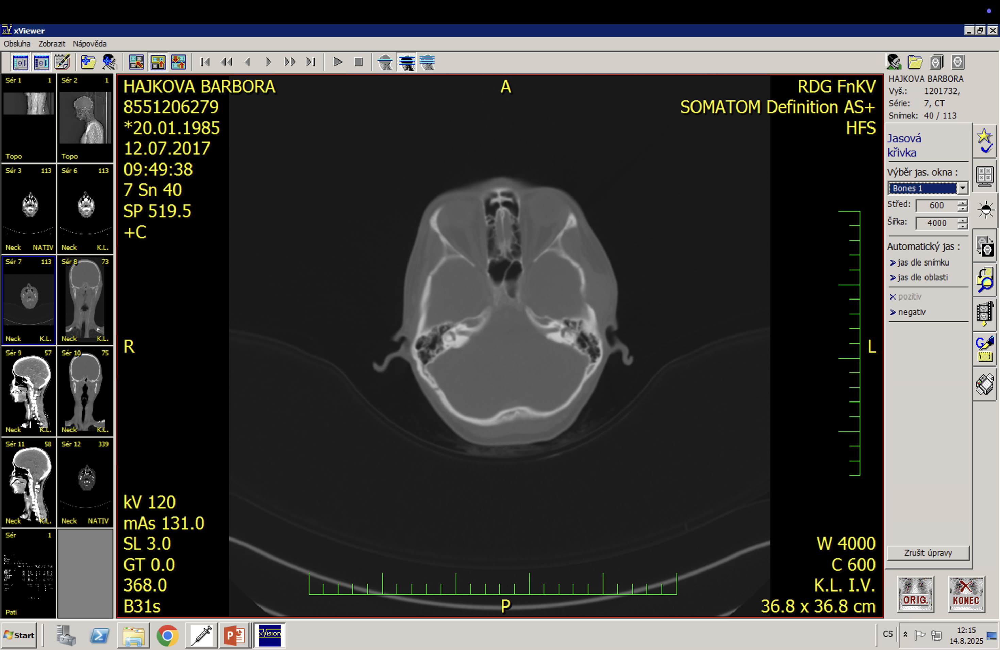 xViewer
Obsluha Zobrazit Nápověda
Sér 1 1
Topo
Sér 2 1
Topo
Sér 3 113
Neck NATIV
Sér 6 113
Neck K.L.
Sér 7 113
Neck K.L.
Sér 8 73
Neck K.L.
Sér 9 57
Neck K.L.
Sér 10 75
Neck K.L.
Sér 11 58
Neck K.L.
Sér 12 339
Neck NATIV
Sér 1
Pati
HAJKOVA BARBORA
8551206279
*20.01.1985
12.07.2017
09:49:38
7 Sn 40
SP 519.5
+C
A
RDG FnKV
SOMATOM Definition AS+
HFS
R
L
kV 120
mAs 131.0
SL 3.0
GT 0.0
368.0
B31s
P
W 4000
C 600
K.L. I.V.
36.8 x 36.8 cm
HAJKOVA BARBORA
Vyš.: 1201732,
Série: 7, CT
Snímek: 40 / 113
Jasová
křivka
Výběr jas. okna :
Bones 1
Střed: 600
Šířka: 4000
Automatický jas :
jas dle snímku
jas dle oblasti
pozitiv
negativ
Zrušit úpravy
ORIG.
KONEC
Start
xVision
CS
12:15
14.8.2025